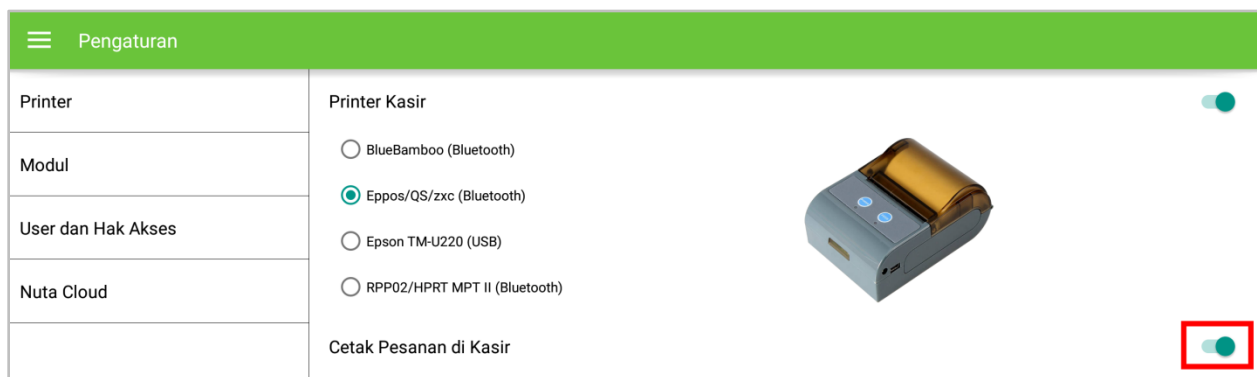 Pengaturan
Printer
Modul
User dan Hak Akses
Nuta Cloud
Printer Kasir
BlueBamboo (Bluetooth)
Eppos/QS/zxc (Bluetooth)
Epson TM-U220 (USB)
RPP02/HPRT MPT II (Bluetooth)
Cetak Pesanan di Kasir